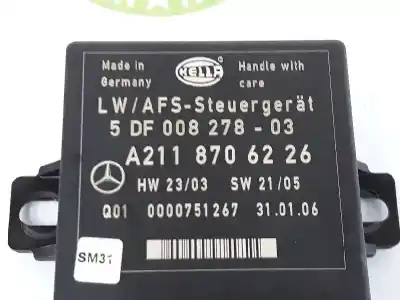 Made in
Germany
HELLA
Handle with
care
LW/AFS-Steuergerät
5 DF 008 278 - 03
A211 870 62 26
HW 23/03 SW 21/05
Q01 0000751267 31.01.06
SM31